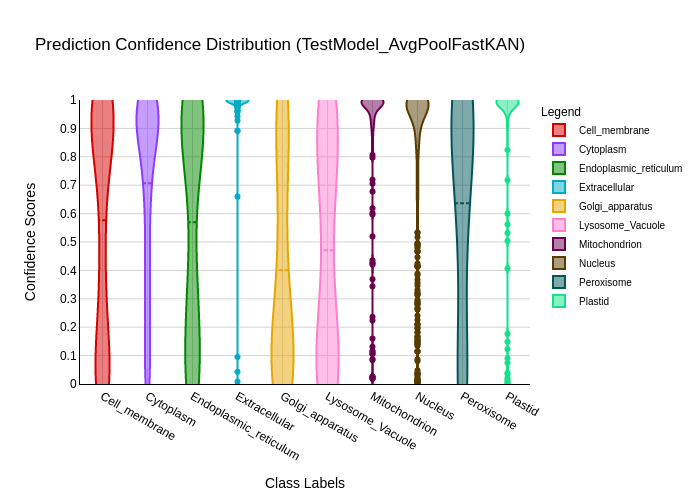 Prediction Confidence Distribution (TestModel_AvgPoolFastKAN)
Legend
Cell_membrane
Cytoplasm
Endoplasmic_reticulum
Extracellular
Golgi_apparatus
Lysosome_Vacuole
Mitochondrion
Nucleus
Peroxisome
Plastid
Confidence Scores
1
0.9
0.8
0.7
0.6
0.5
0.4
0.3
0.2
0.1
0
Cell_membrane
Cytoplasm
Endoplasmic_reticulum
Extracellular
Golgi_apparatus
Lysosome_Vacuole
Mitochondrion
Nucleus
Peroxisome
Plastid
Class Labels